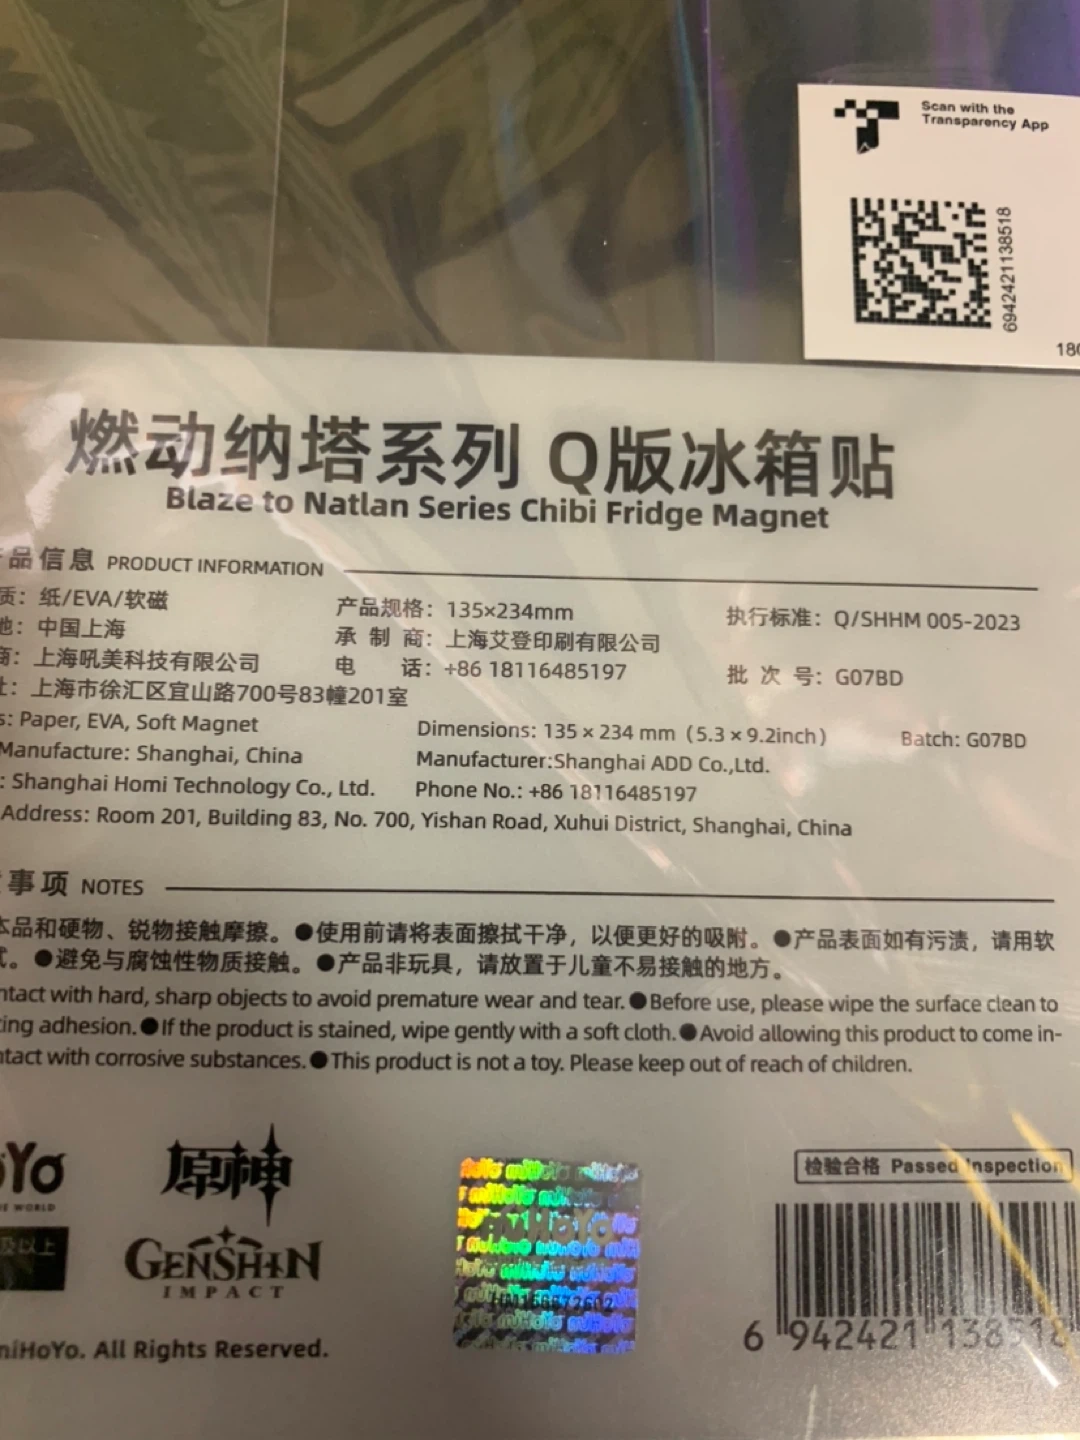 Scan with the
Transparency App
6942421138518
180
燃动纳塔系列 Q版冰箱贴
Blaze to Natlan Series Chibi Fridge Magnet
品信息 PRODUCT INFORMATION
质：纸/EVA/软磁
产品规格：135×234mm
执行标准：Q/SHHM 005-2023
地：中国上海
承 制 商：上海艾登印刷有限公司
商：上海吼美科技有限公司
电 话：+86 18116485197
批 次 号：G07BD
址：上海市徐汇区宜山路700号83幢201室
s: Paper, EVA, Soft Magnet
Dimensions: 135 × 234 mm（5.3 × 9.2inch）
Batch: G07BD
Manufacture: Shanghai, China
Manufacturer:Shanghai ADD Co.,Ltd.
: Shanghai Homi Technology Co., Ltd.
Phone No.: +86 18116485197
Address: Room 201, Building 83, No. 700, Yishan Road, Xuhui District, Shanghai, China
事项 NOTES
本品和硬物、锐物接触摩擦。●使用前请将表面擦拭干净，以便更好的吸附。●产品表面如有污渍，请用软
拭。●避免与腐蚀性物质接触。●产品非玩具，请放置于儿童不易接触的地方。
ntact with hard, sharp objects to avoid premature wear and tear.●Before use, please wipe the surface clean to
ing adhesion.●If the product is stained, wipe gently with a soft cloth.●Avoid allowing this product to come in-
ntact with corrosive substances.●This product is not a toy. Please keep out of reach of children.
oYo
E WORLD
及以上
原神
GENSHIN
IMPACT
miHoYo
检验合格 Passed Inspection
6 942421 138518
miHoYo. All Rights Reserved.